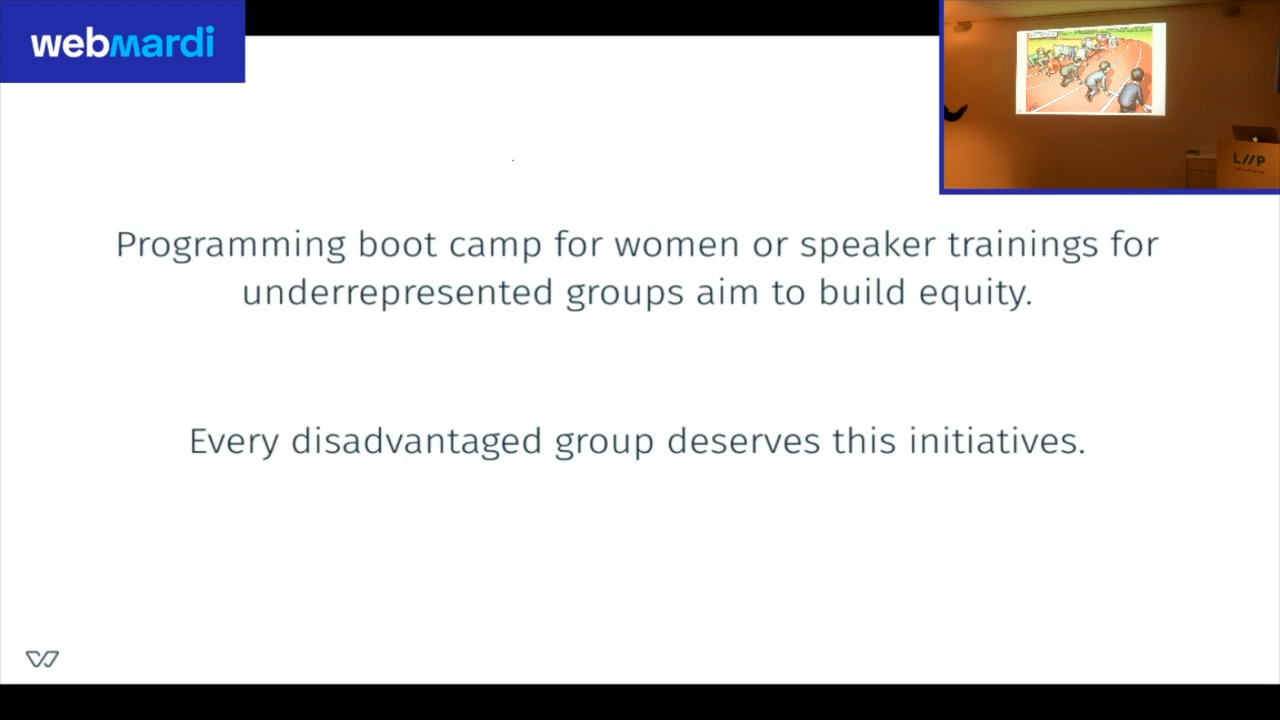 webmardi
Programming boot camp for women or speaker trainings for
underrepresented groups aim to build equity.
Every disadvantaged group deserves this initiatives.
LIIP